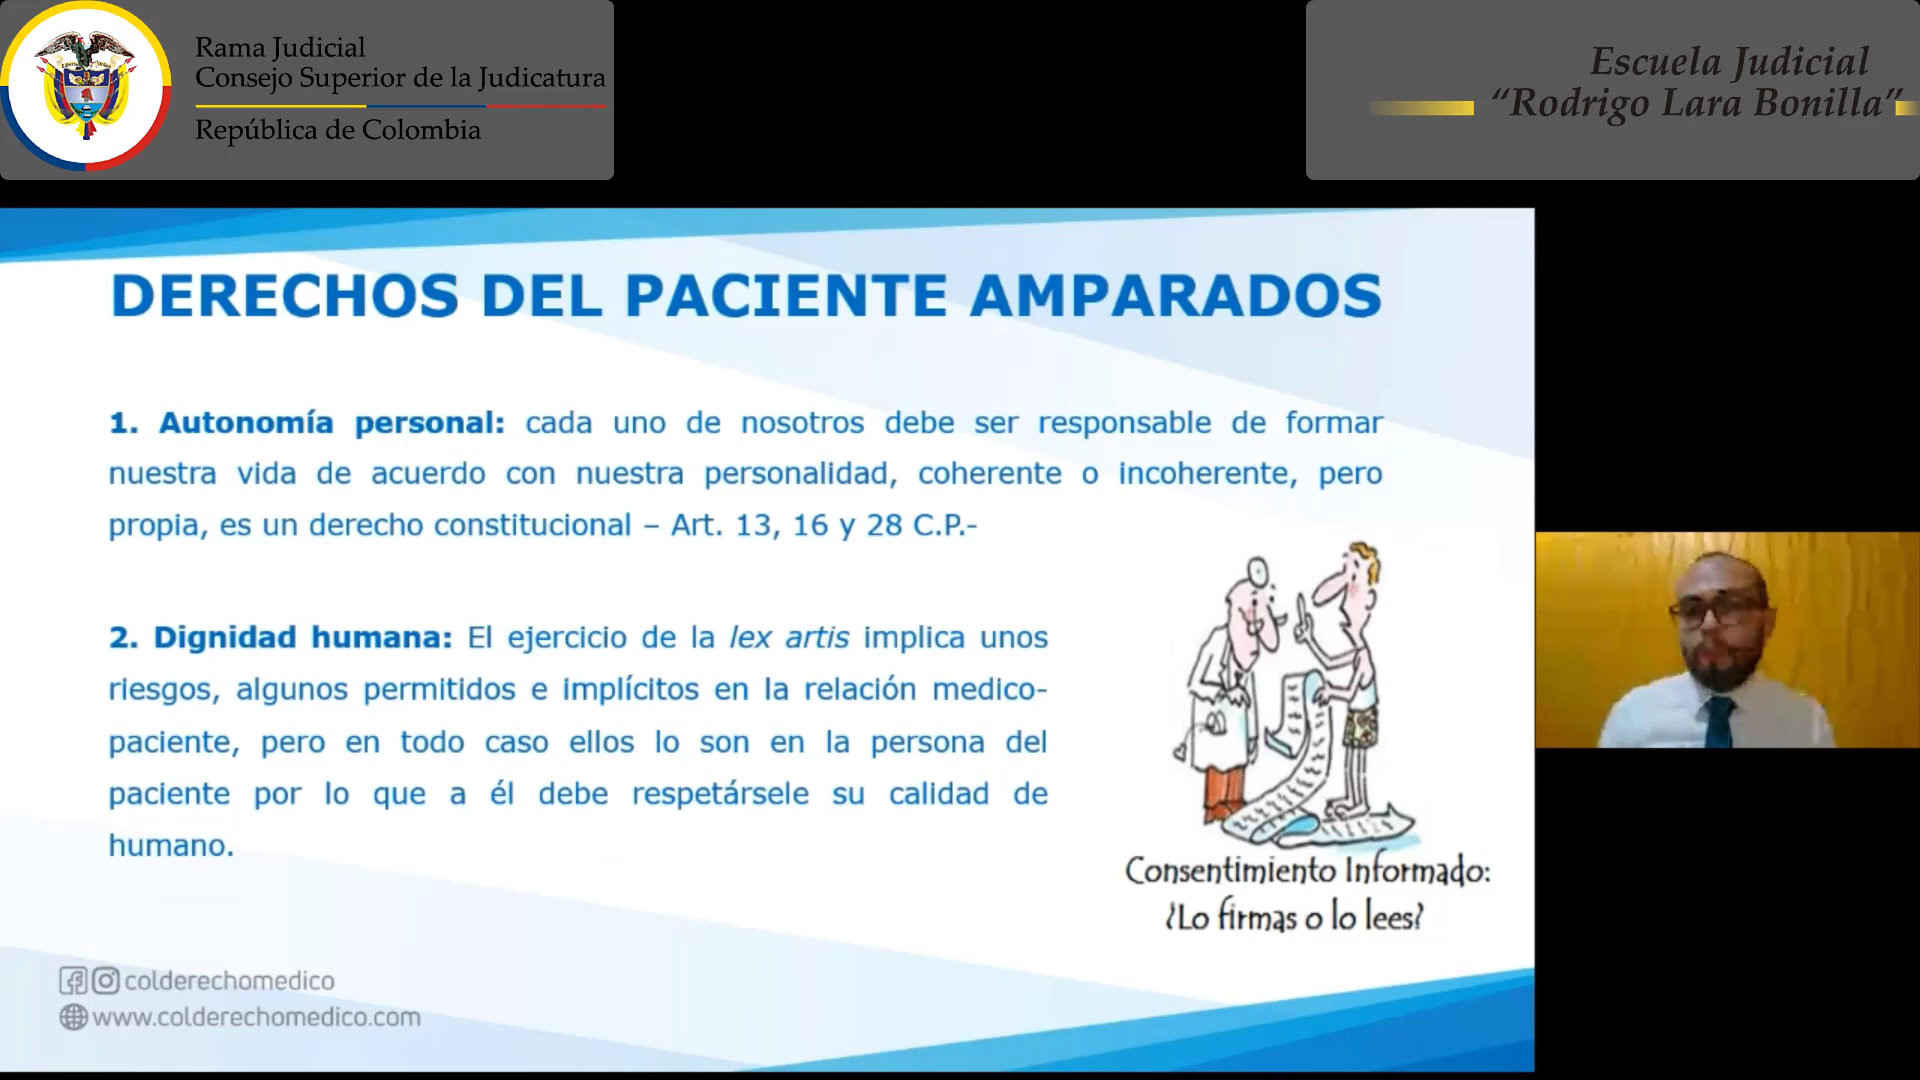 Rama Judicial
Consejo Superior de la Judicatura
República de Colombia
Escuela Judicial
“Rodrigo Lara Bonilla”
DERECHOS DEL PACIENTE AMPARADOS
1. Autonomía personal: cada uno de nosotros debe ser responsable de formar
nuestra vida de acuerdo con nuestra personalidad, coherente o incoherente, pero
propia, es un derecho constitucional – Art. 13, 16 y 28 C.P.-
2. Dignidad humana: El ejercicio de la lex artis implica unos
riesgos, algunos permitidos e implícitos en la relación medico-
paciente, pero en todo caso ellos lo son en la persona del
paciente por lo que a él debe respetársele su calidad de
humano.
Consentimiento Informado:
¿Lo firmas o lo lees?
colderechomedico
www.colderechomedico.com